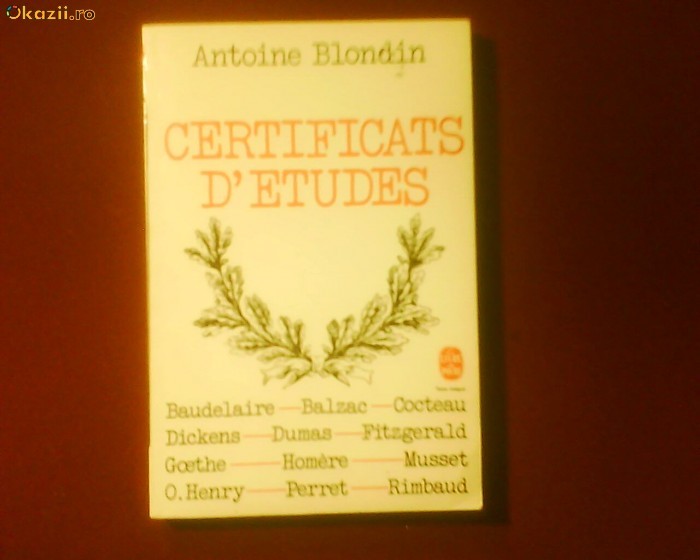 Okazii.ro
Antoine Blondin
CERTIFICATS
D'ETUDES
Baudelaire—Balzac—Cocteau
Dickens—Dumas—Fitzgerald
Gœthe—Homère—Musset
O. Henry—Perret—Rimbaud